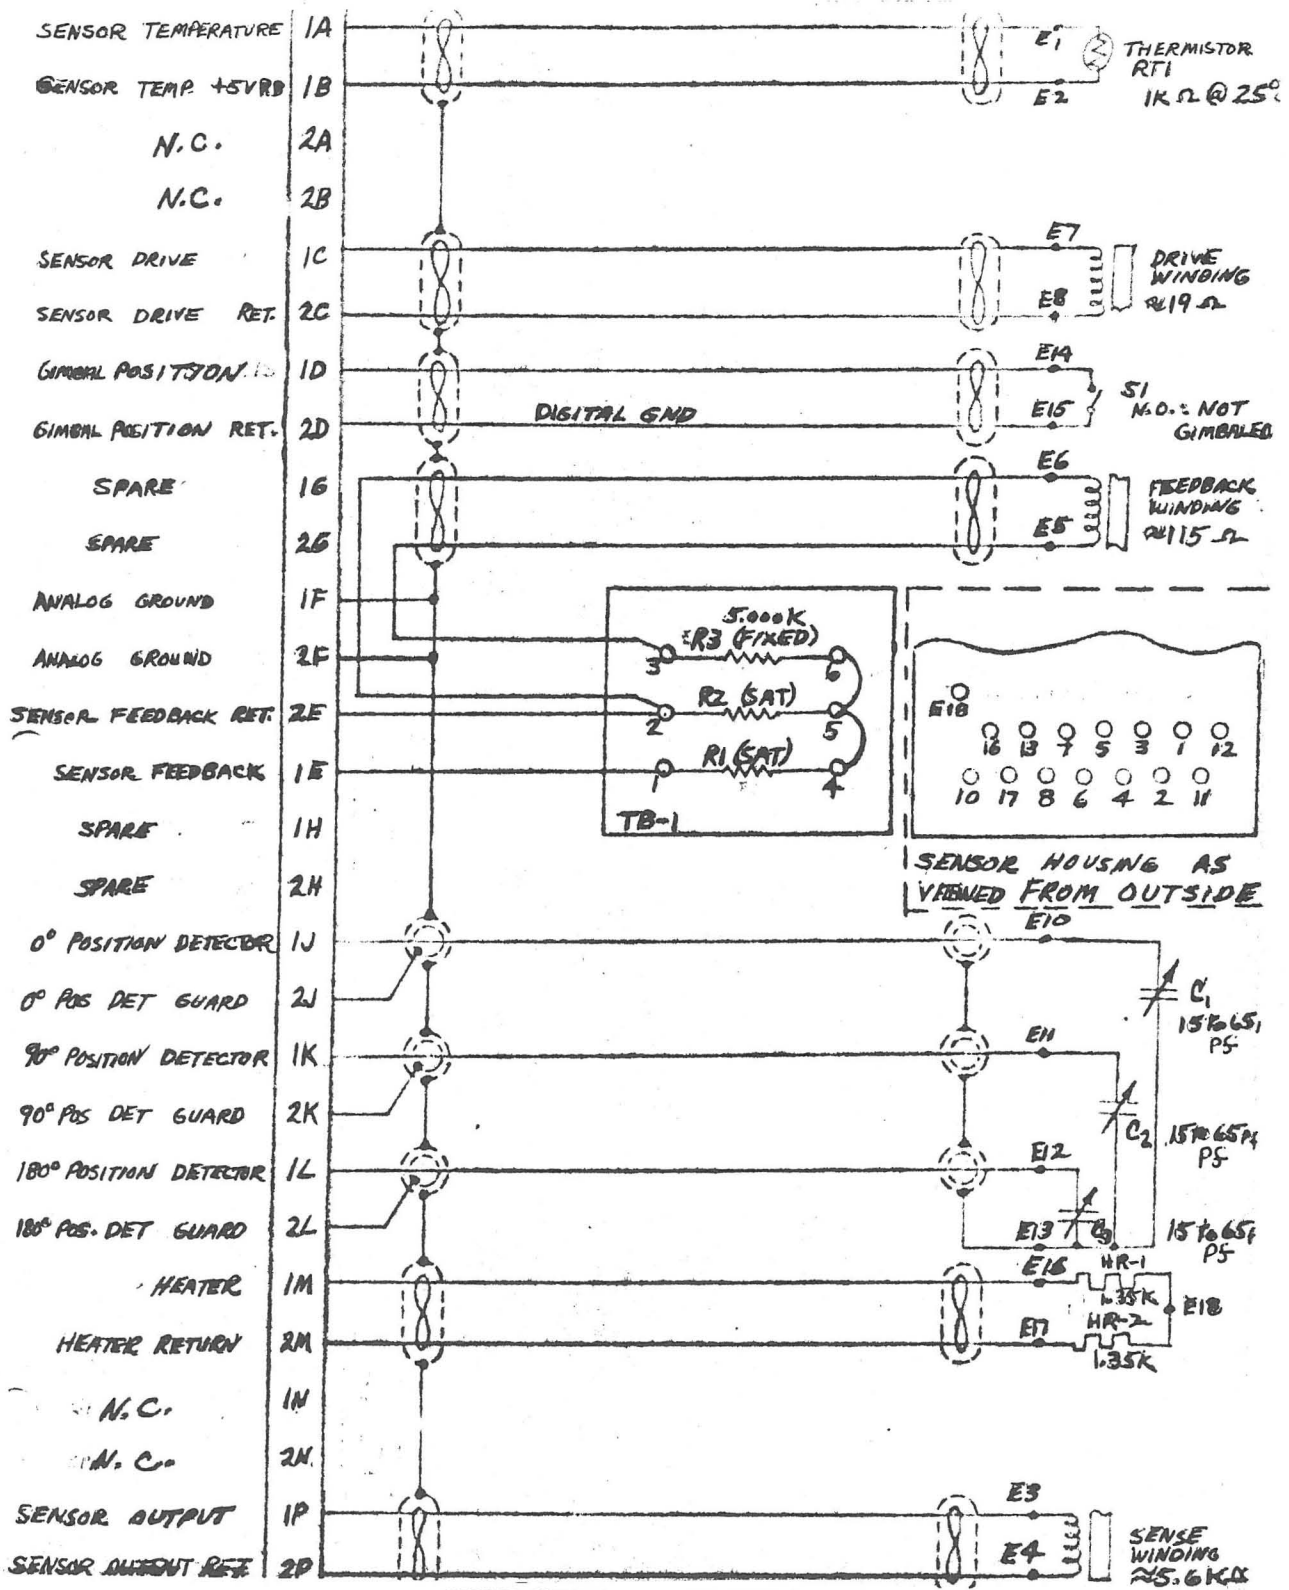 SENSOR TEMPERATURE 1A E1 THERMISTOR
RT1
SENSOR TEMP. +5V 1B E2 1K Ω @ 25°
N.C. 2A
N.C. 2B
SENSOR DRIVE 1C E7 DRIVE
WINDING
SENSOR DRIVE RET. 2C E8 ≈19 Ω
GIMBAL POSITION 1D E14 S1
GIMBAL POSITION RET. 2D DIGITAL GND E15 N.O. = NOT
GIMBALED
SPARE 1G E6 FEEDBACK
WINDING
SPARE 2G E5 ≈115 Ω
ANALOG GROUND 1F
5.000K
R3 (FIXED)
ANALOG GROUND 2F 3 6
R2 (SAT)
SENSOR FEEDBACK RET. 2E 2 5
R1 (SAT)
SENSOR FEEDBACK 1E 1 4
TB-1
E18
16 13 7 5 3 1 12
10 17 8 6 4 2 11
SENSOR HOUSING AS
VIEWED FROM OUTSIDE
SPARE 1H
SPARE 2H
0° POSITION DETECTOR 1J E10
0° POS DET GUARD 2J C1
15 to 65
Pf
90° POSITION DETECTOR 1K E11
90° POS DET GUARD 2K C2 15 to 65 Pf
Pf
180° POSITION DETECTOR 1L E12
180° POS. DET GUARD 2L E13 C3 15 to 65
Pf
HEATER 1M E16 HR-1
1.35K E18
HEATER RETURN 2M E17 HR-2
1.35K
N.C. 1N
N.C. 2N
SENSOR OUTPUT 1P E3 SENSE
WINDING
SENSOR OUTPUT RET 2P E4 ≈5.6KΩ